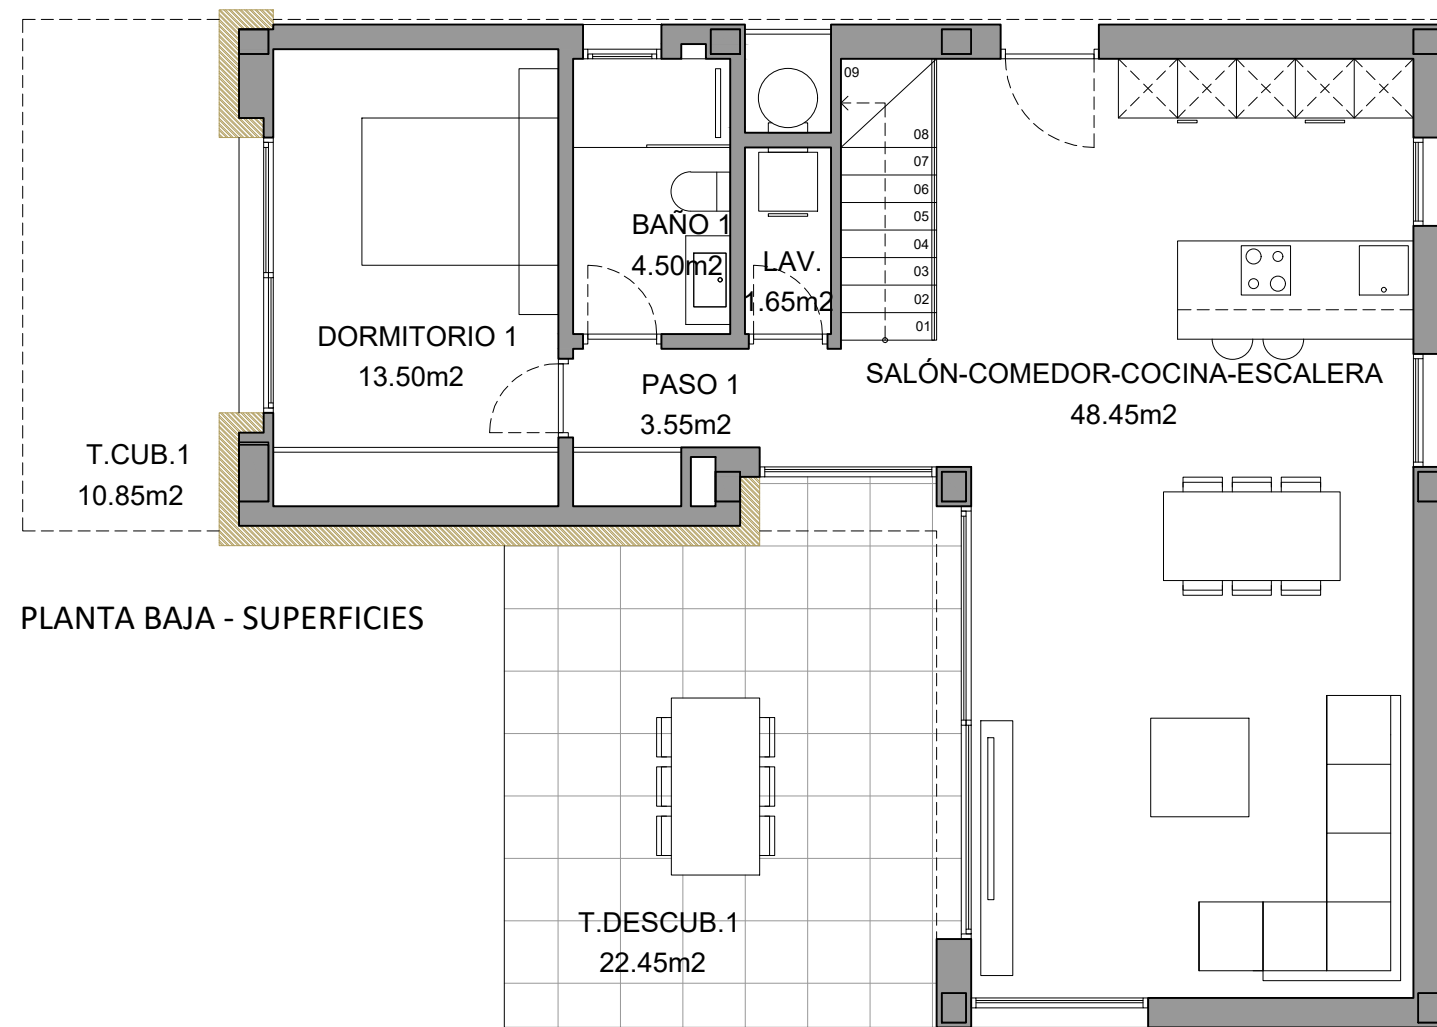 09
08
07
06
05
04
03
02
01
BAÑO 1
4.50m2
LAV.
1.65m2
DORMITORIO 1
13.50m2
PASO 1
3.55m2
SALÓN-COMEDOR-COCINA-ESCALERA
48.45m2
T.CUB.1
10.85m2
PLANTA BAJA - SUPERFICIES
T.DESCUB.1
22.45m2